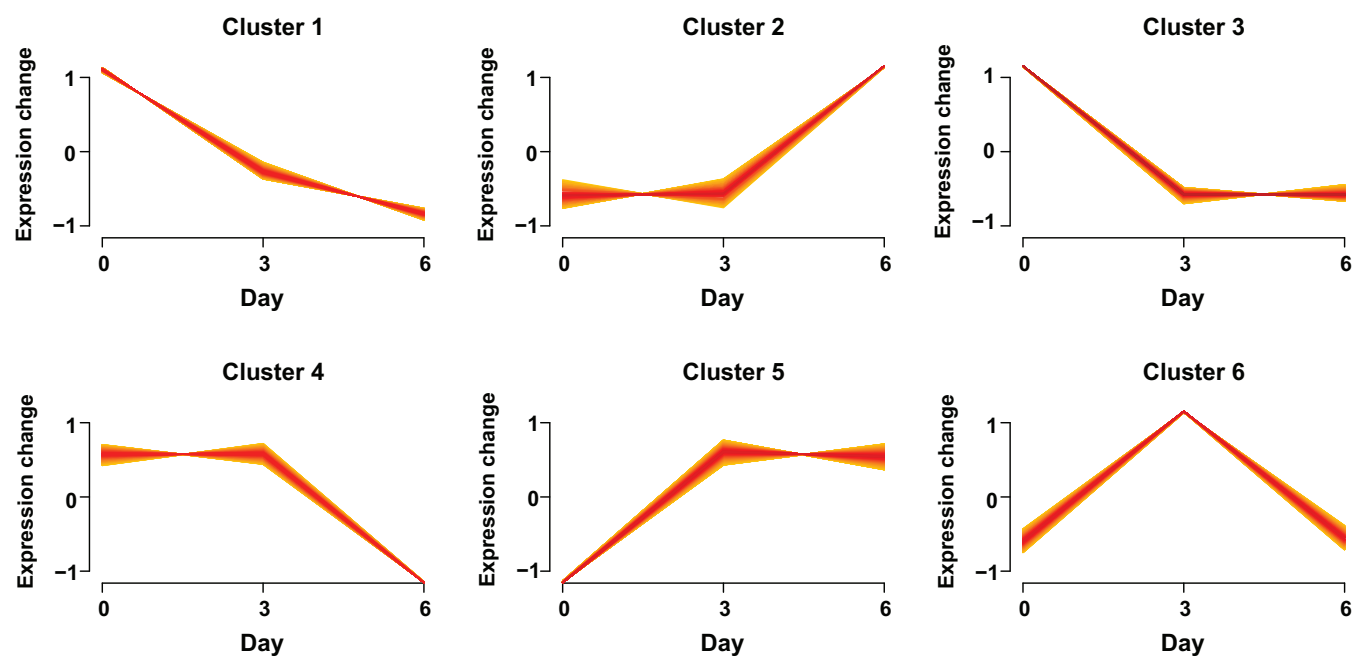 Cluster 1
Expression change
1
0
−1
0 3 6
Day
Cluster 2
Expression change
1
0
−1
0 3 6
Day
Cluster 3
Expression change
1
0
−1
0 3 6
Day
Cluster 4
Expression change
1
0
−1
0 3 6
Day
Cluster 5
Expression change
1
0
−1
0 3 6
Day
Cluster 6
Expression change
1
0
−1
0 3 6
Day